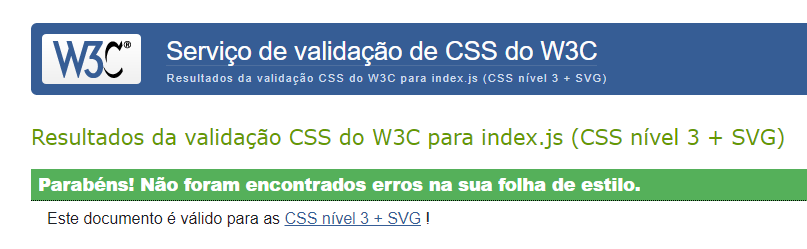 W3C®
Serviço de validação de CSS do W3C
Resultados da validação CSS do W3C para index.js (CSS nível 3 + SVG)
Resultados da validação CSS do W3C para index.js (CSS nível 3 + SVG)
Parabéns! Não foram encontrados erros na sua folha de estilo.
Este documento é válido para as CSS nível 3 + SVG !